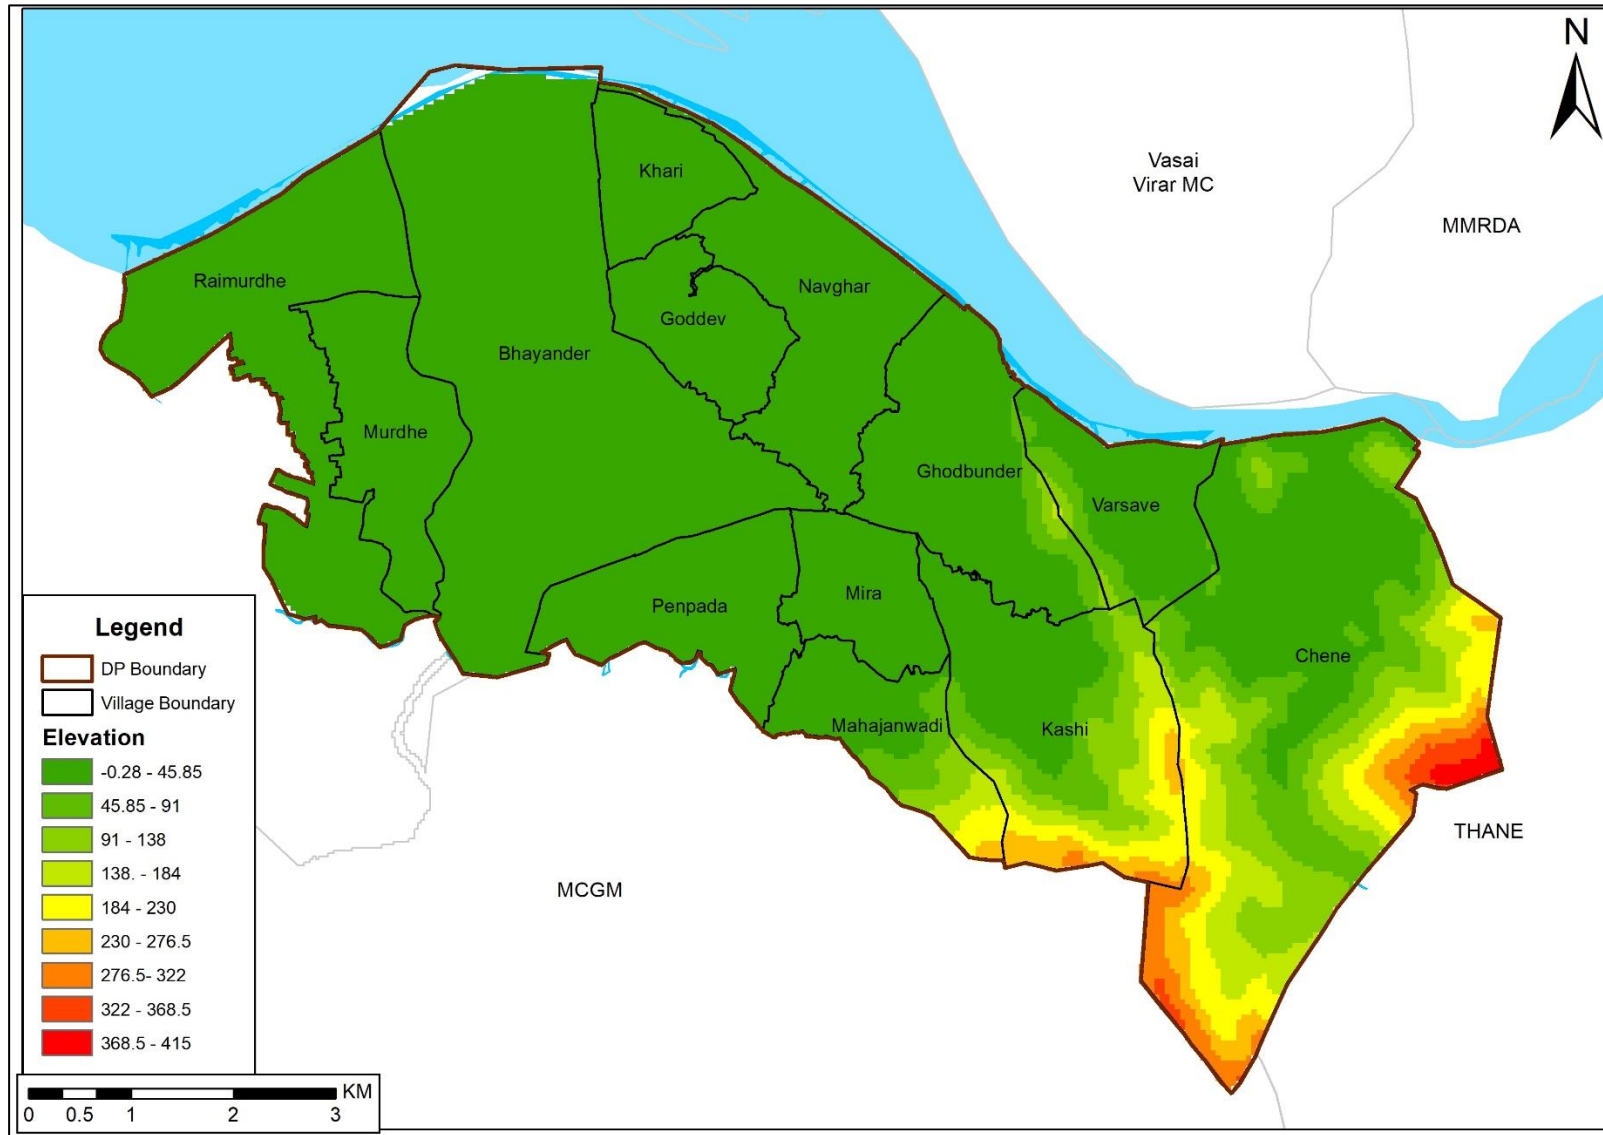 N
Vasai
Virar MC
Khari
MMRDA
Raimurdhe
Navghar
Goddev
Bhayander
Murdhe
Ghodbunder
Varsave
Mira
Penpada
Chene
Mahajanwadi
Kashi
THANE
MCGM
Legend
DP Boundary
Village Boundary
Elevation
-0.28 - 45.85
45.85 - 91
91 - 138
138. - 184
184 - 230
230 - 276.5
276.5- 322
322 - 368.5
368.5 - 415
KM
0 0.5 1 2 3